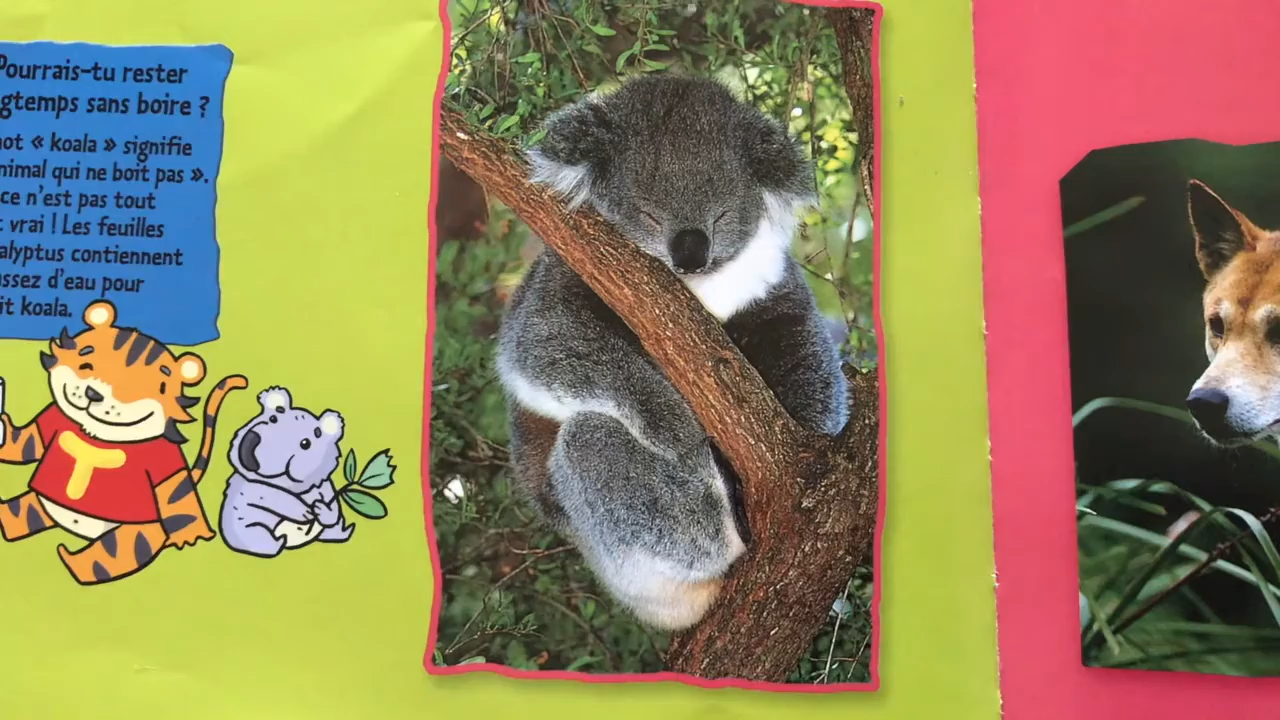 Pourrais-tu rester
gtemps sans boire ?
ot « koala » signifie
nimal qui ne boit pas ».
ce n'est pas tout
t vrai ! Les feuilles
alyptus contiennent
ssez d'eau pour
it koala.
T